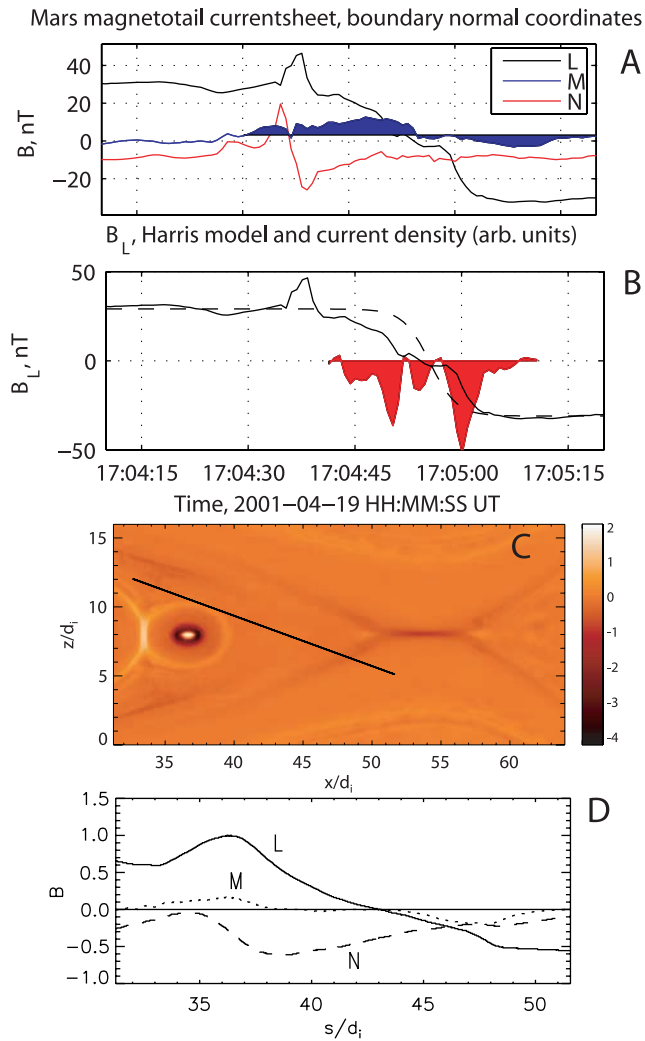 Mars magnetotail currentsheet, boundary normal coordinates
A
L
M
N
B, nT
40
20
0
−20
B_L, Harris model and current density (arb. units)
B
B_L, nT
50
0
−50
17:04:15 17:04:30 17:04:45 17:05:00 17:05:15
Time, 2001−04−19 HH:MM:SS UT
C
z/d_i
15
10
5
0
35 40 45 50 55 60
x/d_i
2
1
0
-1
-2
-3
-4
D
B
1.5
1.0
0.5
0.0
-0.5
-1.0
L
M
N
35 40 45 50
s/d_i